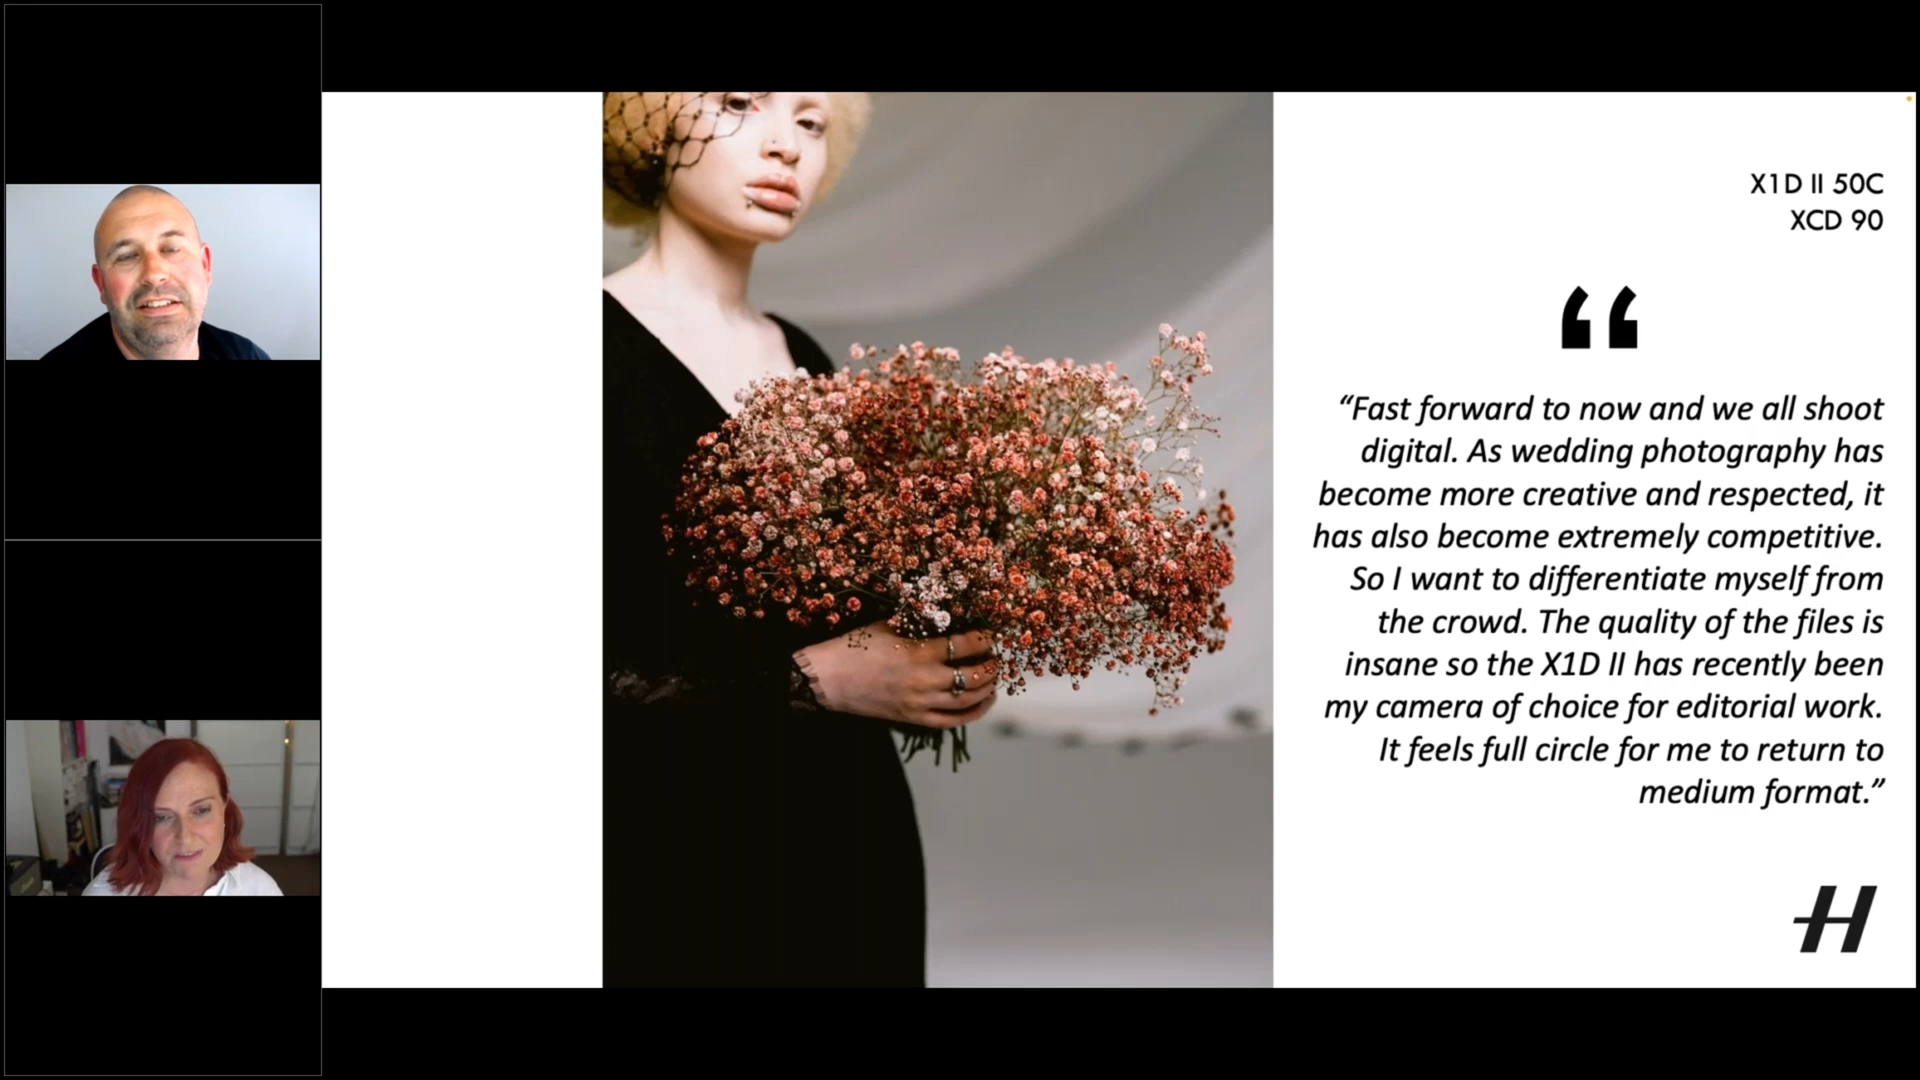 X1D II 50C
XCD 90
“
“Fast forward to now and we all shoot
digital. As wedding photography has
become more creative and respected, it
has also become extremely competitive.
So I want to differentiate myself from
the crowd. The quality of the files is
insane so the X1D II has recently been
my camera of choice for editorial work.
It feels full circle for me to return to
medium format.”
H